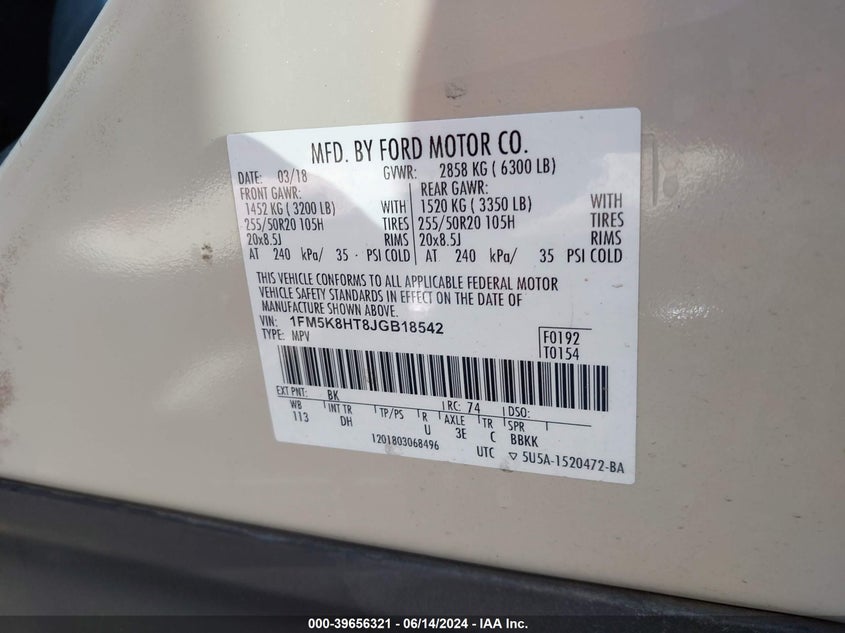 MFD. BY FORD MOTOR CO.
DATE: 03/18 GVWR: 2858 KG ( 6300 LB)
FRONT GAWR: REAR GAWR:
1452 KG ( 3200 LB) WITH 1520 KG ( 3350 LB) WITH
255/50R20 105H TIRES 255/50R20 105H TIRES
20x8.5J RIMS 20x8.5J RIMS
AT 240 kPa/ 35 PSI COLD AT 240 kPa/ 35 PSI COLD
THIS VEHICLE CONFORMS TO ALL APPLICABLE FEDERAL MOTOR
VEHICLE SAFETY STANDARDS IN EFFECT ON THE DATE OF
MANUFACTURE SHOWN ABOVE.
VIN: 1FM5K8HT8JGB18542
TYPE: MPV
F0192
T0154
EXT PNT: BK RC: 74 DSO:
WB INT TR TP/PS R AXLE TR SPR
113 DH U 3E C BBKK
1201803068496 UTC ▽ 5U5A-1520472-BA
000-39656321 / 06/14/2024 - IAA Inc.